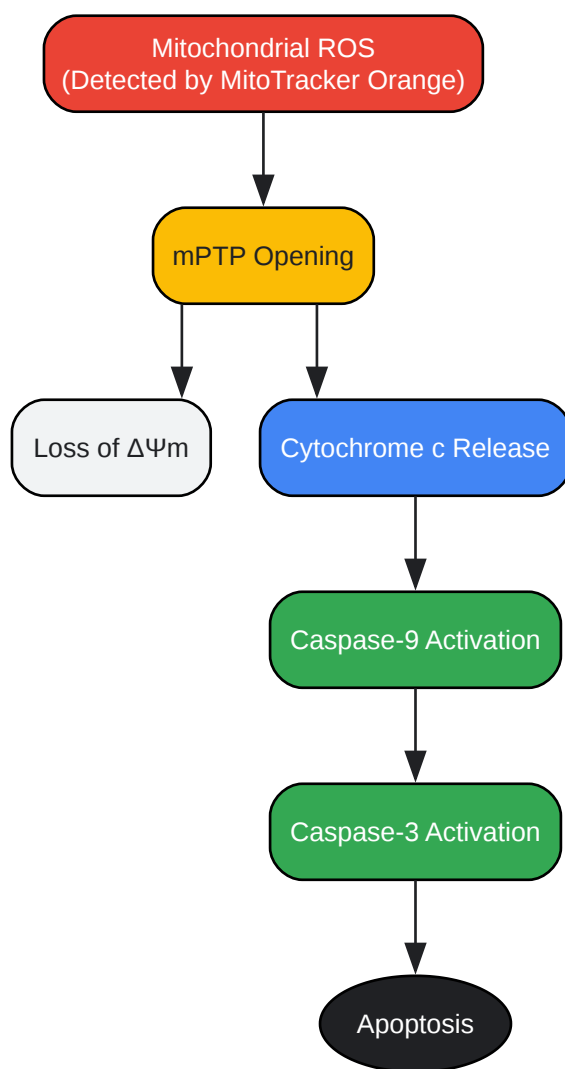 Mitochondrial ROS
(Detected by MitoTracker Orange)
mPTP Opening
Loss of ΔΨm
Cytochrome c Release
Caspase-9 Activation
Caspase-3 Activation
Apoptosis